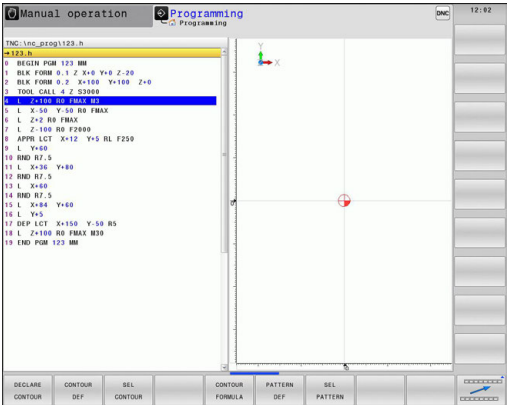 Manual operation
Programming
Programming
DNC
12:02
TNC:\nc_prog\123.h
→123.h
0 BEGIN PGM 123 MM
1 BLK FORM 0.1 Z X+0 Y+0 Z-20
2 BLK FORM 0.2 X+100 Y+100 Z+0
3 TOOL CALL 4 Z S3000
4 L Z+100 R0 FMAX M3
5 L X-50 Y-50 R0 FMAX
6 L Z+2 R0 FMAX
7 L Z-100 R0 F2000
8 APPR LCT X+12 Y+5 RL F250
9 L Y+60
10 RND R7.5
11 L X+36 Y+80
12 RND R7.5
13 L X+60
14 RND R7.5
15 L X+84 Y+60
16 L Y+5
17 DEP LCT X+150 Y-50 R5
18 L Z+100 R0 FMAX M30
19 END PGM 123 MM
Y
X
0
0
DECLARE CONTOUR
CONTOUR DEF
SEL CONTOUR
CONTOUR FORMULA
PATTERN DEF
SEL PATTERN